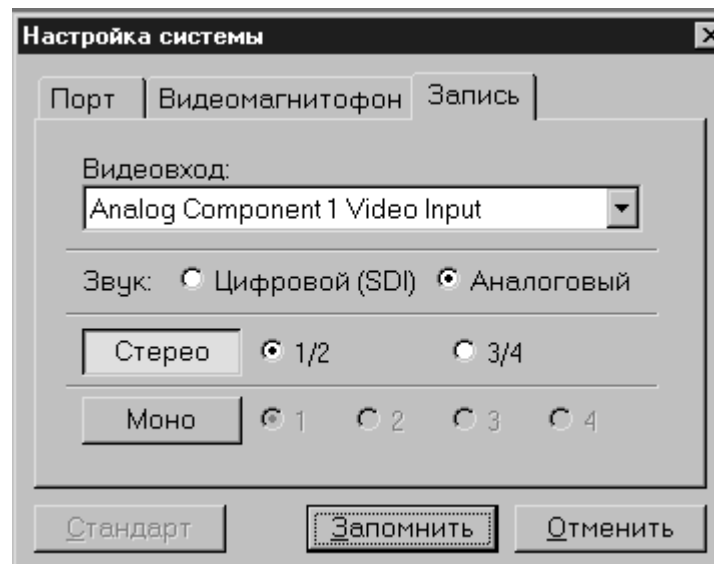 Настройка системы
Порт Видеомагнитофон Запись
Видеовход:
Analog Component 1 Video Input
Звук: Цифровой (SDI) Аналоговый
Стерео 1/2 3/4
Моно 1 2 3 4
Стандарт Запомнить Отменить